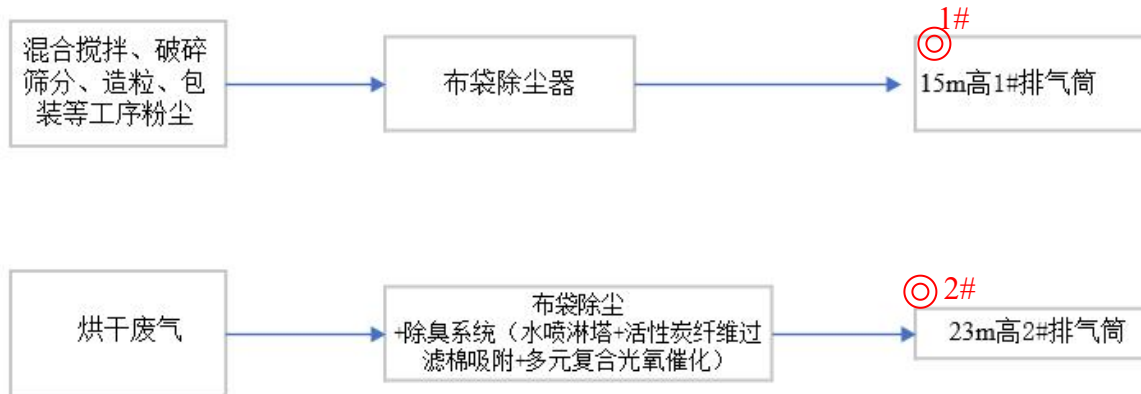 1#
混合搅拌、破碎
筛分、造粒、包
装等工序粉尘
布袋除尘器
15m高1#排气筒
2#
烘干废气
布袋除尘
+除臭系统（水喷淋塔+活性炭纤维过
滤棉吸附+多元复合光氧催化）
23m高2#排气筒